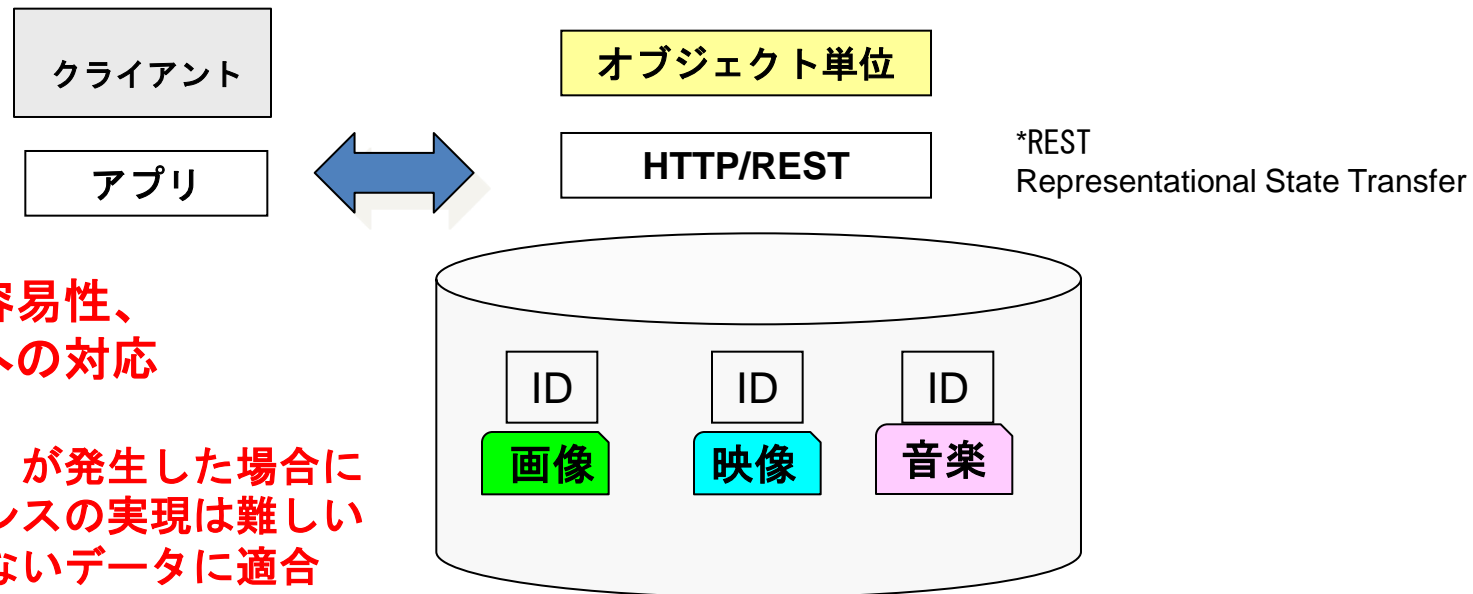 クライアント
アプリ
オブジェクト単位
HTTP/REST
*REST
Representational State Transfer
容易性、
への対応
が発生した場合に
ンスの実現は難しい
ないデータに適合
ID
ID
ID
画像
映像
音楽